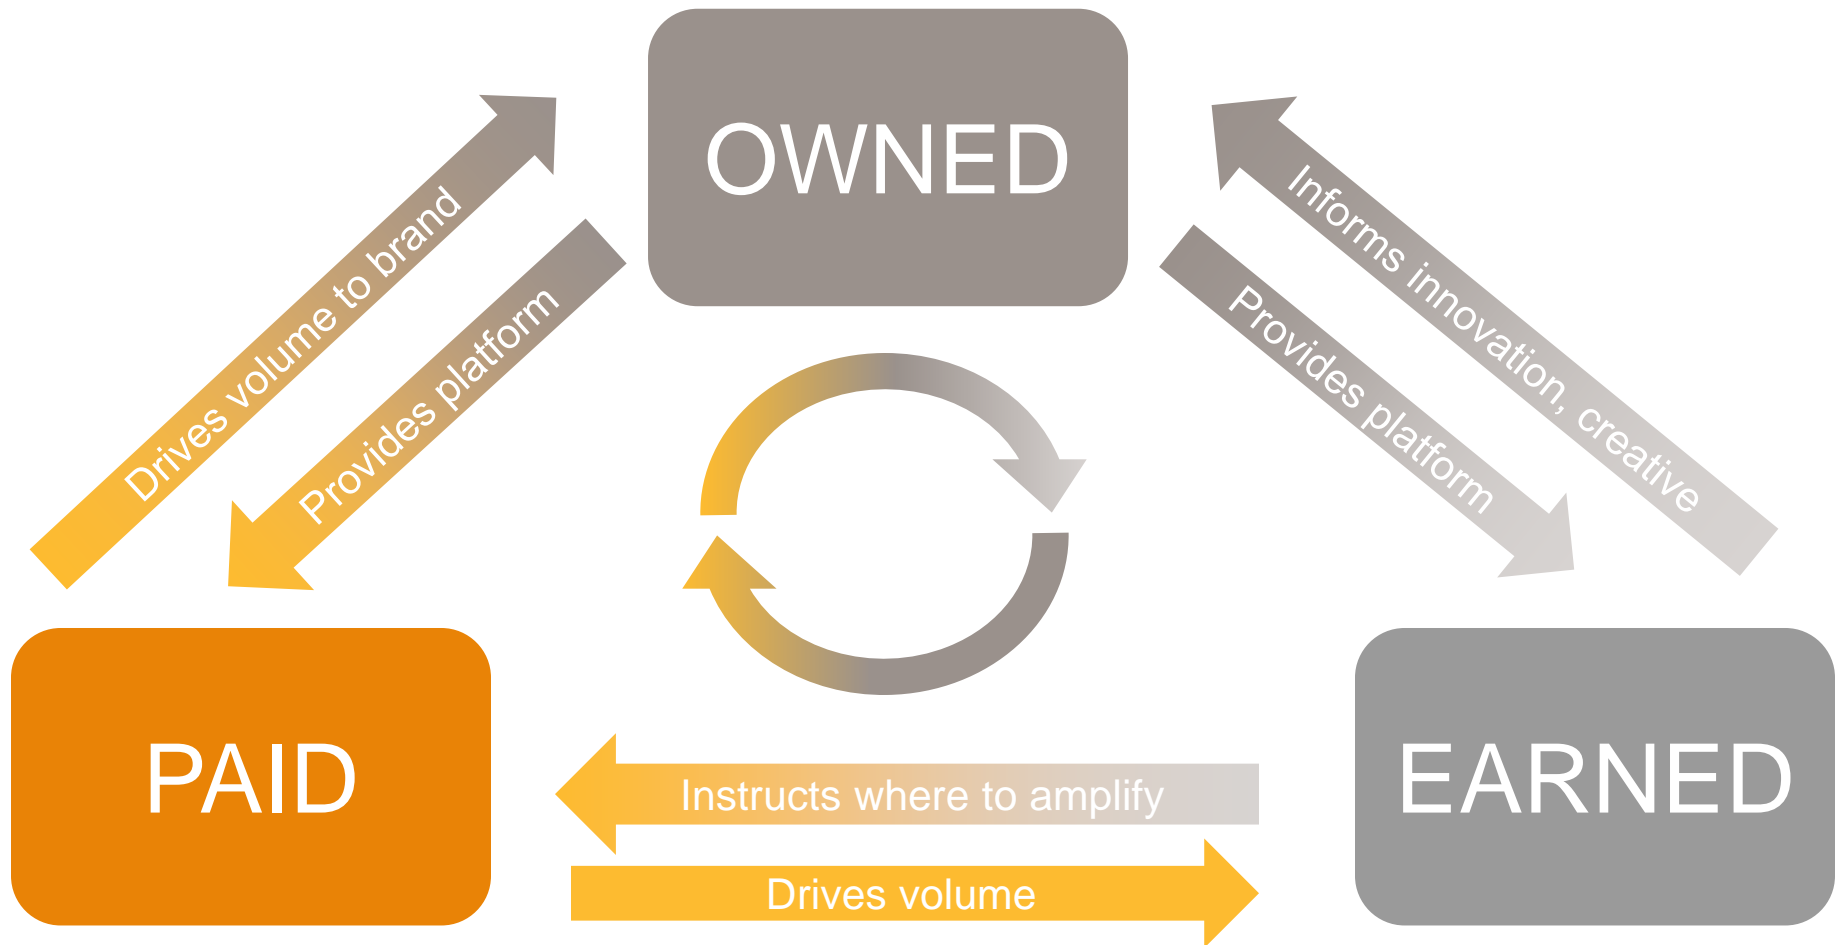 OWNED
Drives volume to brand
Provides platform
Informs innovation, creative
Provides platform
PAID
Instructs where to amplify
Drives volume
EARNED